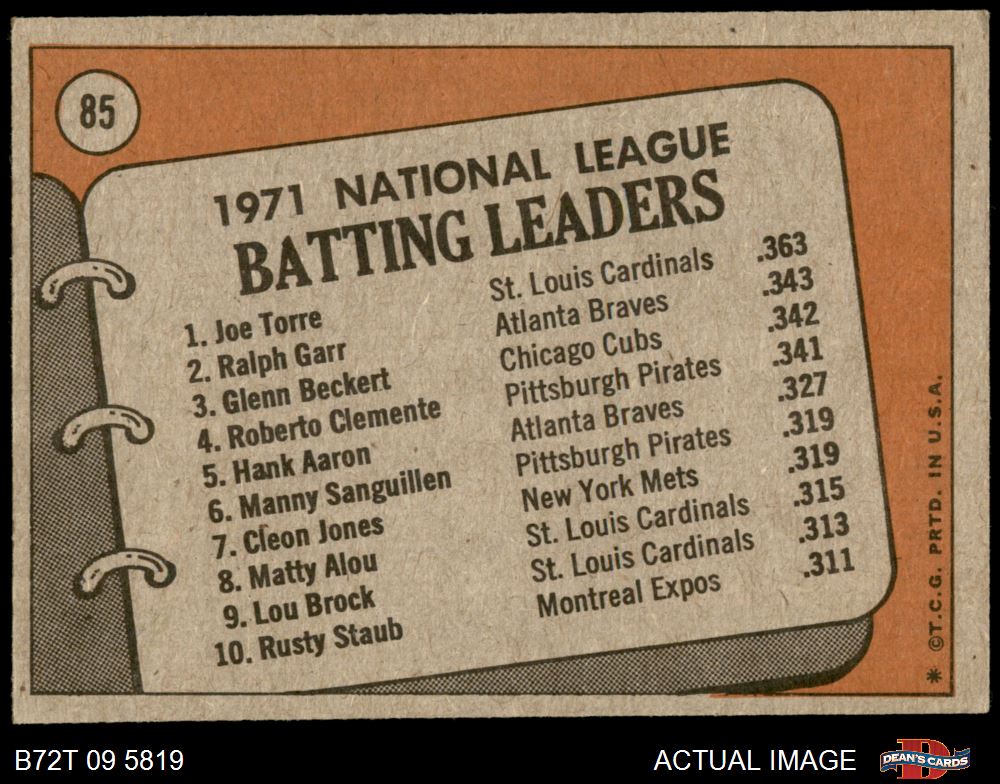 85
1971 NATIONAL LEAGUE
BATTING LEADERS
1. Joe Torre St. Louis Cardinals .363
2. Ralph Garr Atlanta Braves .343
3. Glenn Beckert Chicago Cubs .342
4. Roberto Clemente Pittsburgh Pirates .341
5. Hank Aaron Atlanta Braves .327
6. Manny Sanguillen Pittsburgh Pirates .319
7. Cleon Jones New York Mets .319
8. Matty Alou St. Louis Cardinals .315
9. Lou Brock St. Louis Cardinals .313
10. Rusty Staub Montreal Expos .311
* ©T.C.G. PRTD. IN U.S.A.
B72T 09 5819 ACTUAL IMAGE
D
DEAN'S CARDS